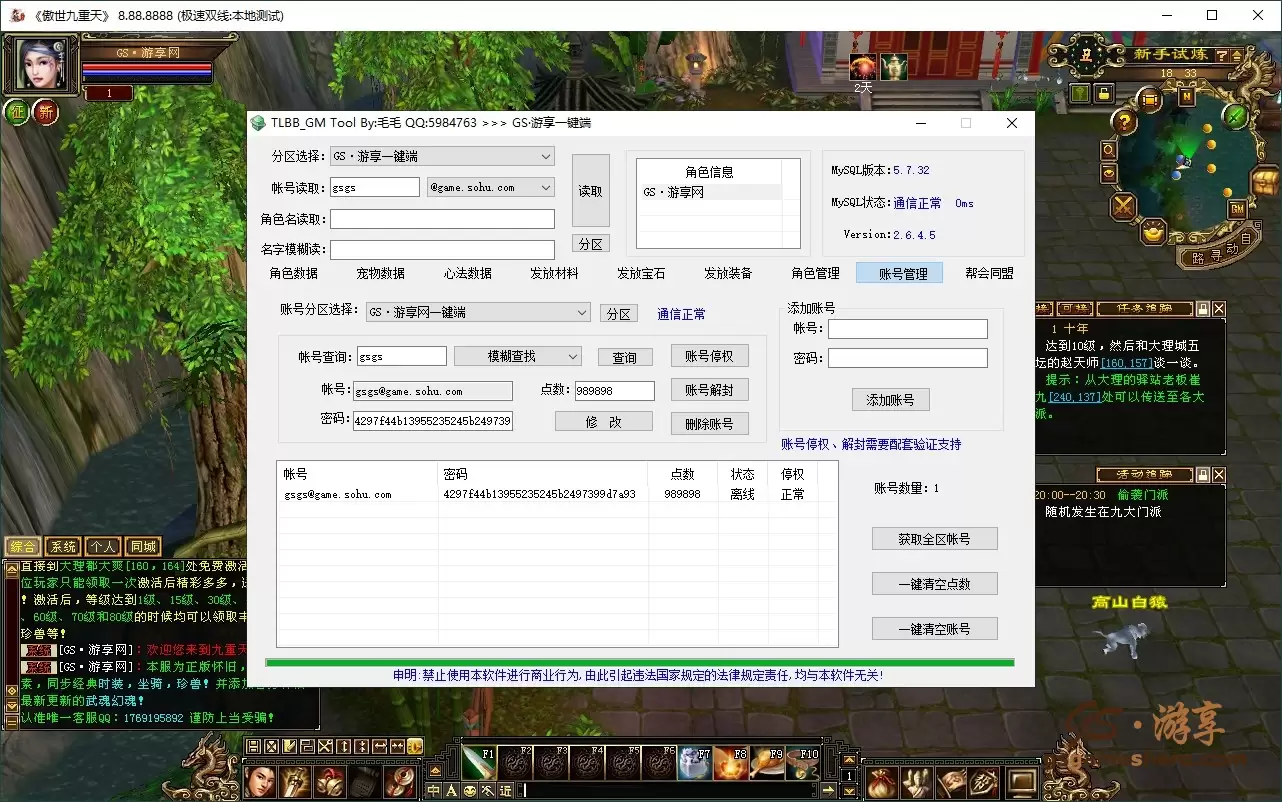 《傲世九重天》 8.88.8888 (极速双线:本地测试)
GS·游享网
1
征
新
2天
丑
新手试炼
?
18 33
N
GM
自动寻路
TLBB_GM Tool By:毛毛 QQ:5984763 >>> GS·游享一键端
分区选择: GS·游享一键端
帐号读取: gsgs @game.sohu.com
读取
角色名读取:
名字模糊读:
分区
角色信息
GS·游享网
MySQL版本:5.7.32
MySQL状态:通信正常 0ms
Version:2.6.4.5
角色数据 宠物数据 心法数据 发放材料 发放宝石 发放装备 角色管理 账号管理 帮会同盟
账号分区选择: GS·游享网一键端 分区 通信正常
帐号查询: gsgs 模糊查找 查询 账号停权
帐号: gsgs@game.sohu.com 点数: 989898 账号解封
密码: 4297f44b13955235245b249739 修 改 删除账号
添加账号
帐号:
密码:
添加账号
账号停权、解封需要配套验证支持
帐号 密码 点数 状态 停权
gsgs@game.sohu.com 4297f44b13955235245b2497399d7a93 989898 离线 正常
账号数量: 1
获取全区帐号
一键清空点数
一键清空账号
申明:禁止使用本软件进行商业行为,由此引起违法国家规定的法律规定责任,均与本软件无关!
可接 任务追踪
1 十年
达到10级，然后和大理城五
坛的赵天师[160,157]谈一谈。
提示：从大理的驿站老板崔
九[240,137]处可以传送至各大
派。
活动追踪
20:00--20:30 偷袭门派
随机发生在九大门派
高山白猿
综合 系统 个人 同城
直接到大理都大爽[160，164]处免费激活
位玩家只能领取一次激活后精彩多多，
！激活后，等级达到1级、15级、30级、
、60级、70级和80级的时候均可以领取
珍兽等！
系统[GS·游享网]：欢迎您来到九重天
系统[GS·游享网]：本服为正版怀旧，
素，同步经典时装，坐骑，珍兽！并添加
最新更新的武魂幻魂！
认准唯一客服QQ：1769195892 谨防上当受骗！
F1 F2 F3 F4 F5 F6 F7 F8 F9 F10
1
中 A 近
GS·游享